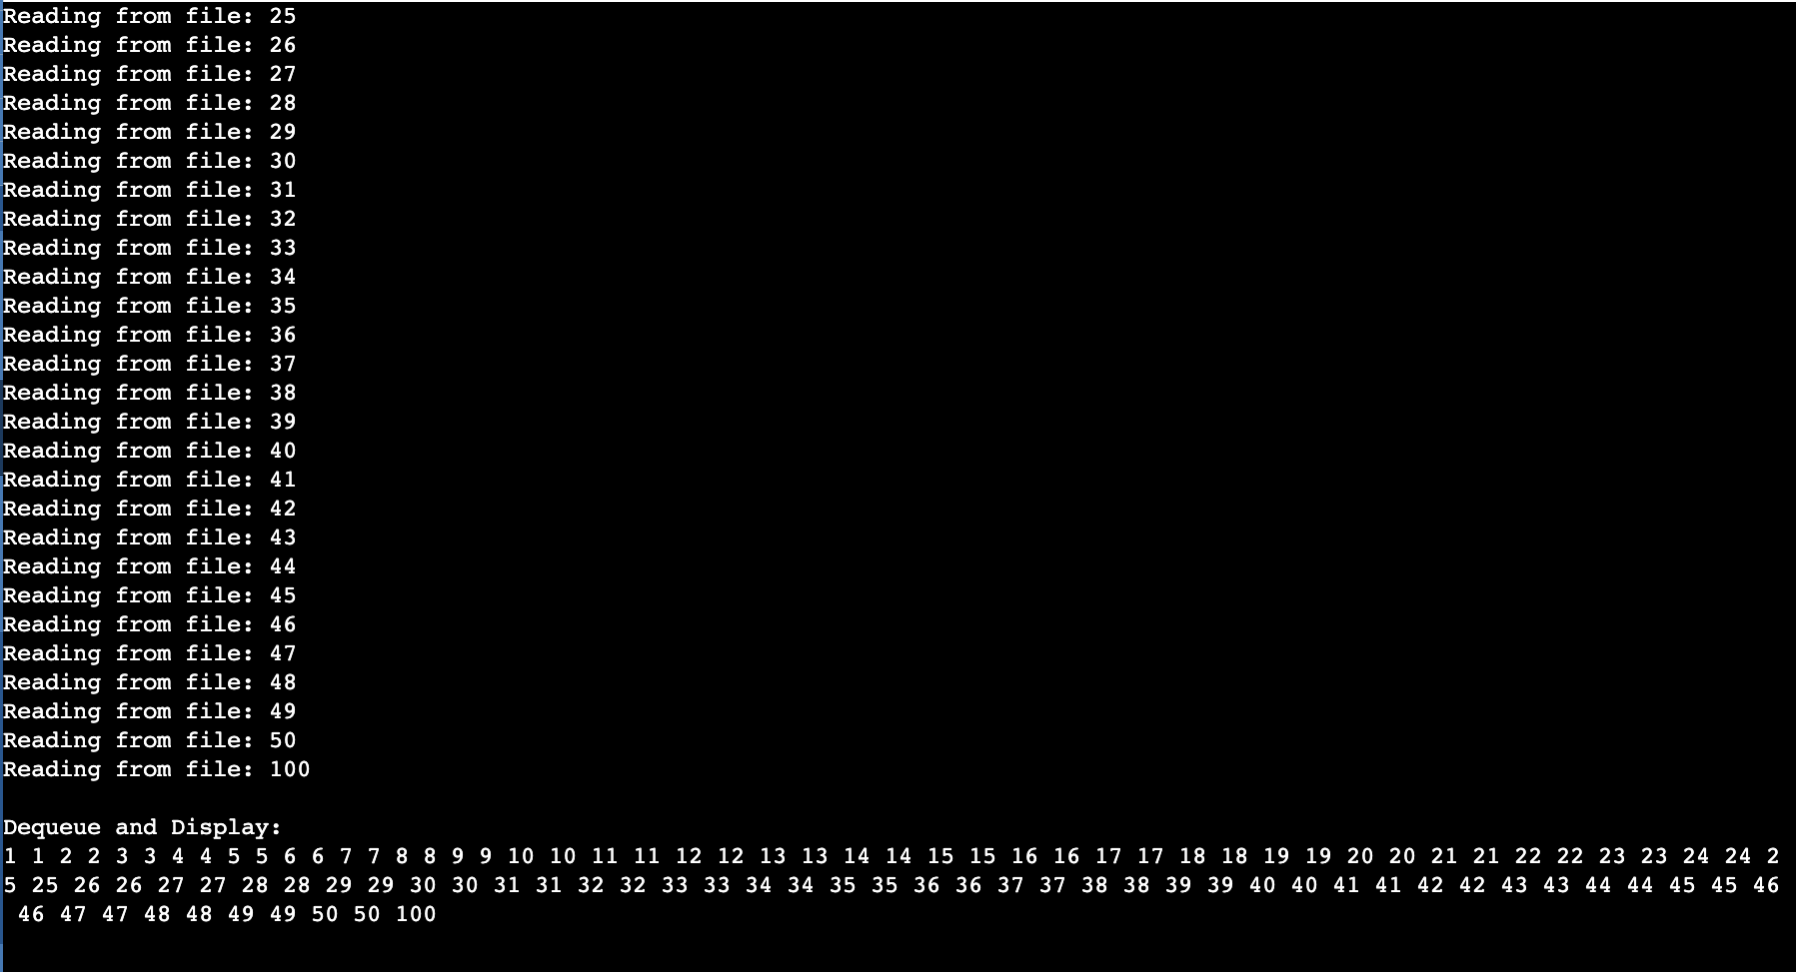 Reading from file: 25
Reading from file: 26
Reading from file: 27
Reading from file: 28
Reading from file: 29
Reading from file: 30
Reading from file: 31
Reading from file: 32
Reading from file: 33
Reading from file: 34
Reading from file: 35
Reading from file: 36
Reading from file: 37
Reading from file: 38
Reading from file: 39
Reading from file: 40
Reading from file: 41
Reading from file: 42
Reading from file: 43
Reading from file: 44
Reading from file: 45
Reading from file: 46
Reading from file: 47
Reading from file: 48
Reading from file: 49
Reading from file: 50
Reading from file: 100

Dequeue and Display:
1 1 2 2 3 3 4 4 5 5 6 6 7 7 8 8 9 9 10 10 11 11 12 12 13 13 14 14 15 15 16 16 17 17 18 18 19 19 20 20 21 21 22 22 23 23 24 24 2
5 25 26 26 27 27 28 28 29 29 30 30 31 31 32 32 33 33 34 34 35 35 36 36 37 37 38 38 39 39 40 40 41 41 42 42 43 43 44 44 45 45 46
 46 47 47 48 48 49 49 50 50 100